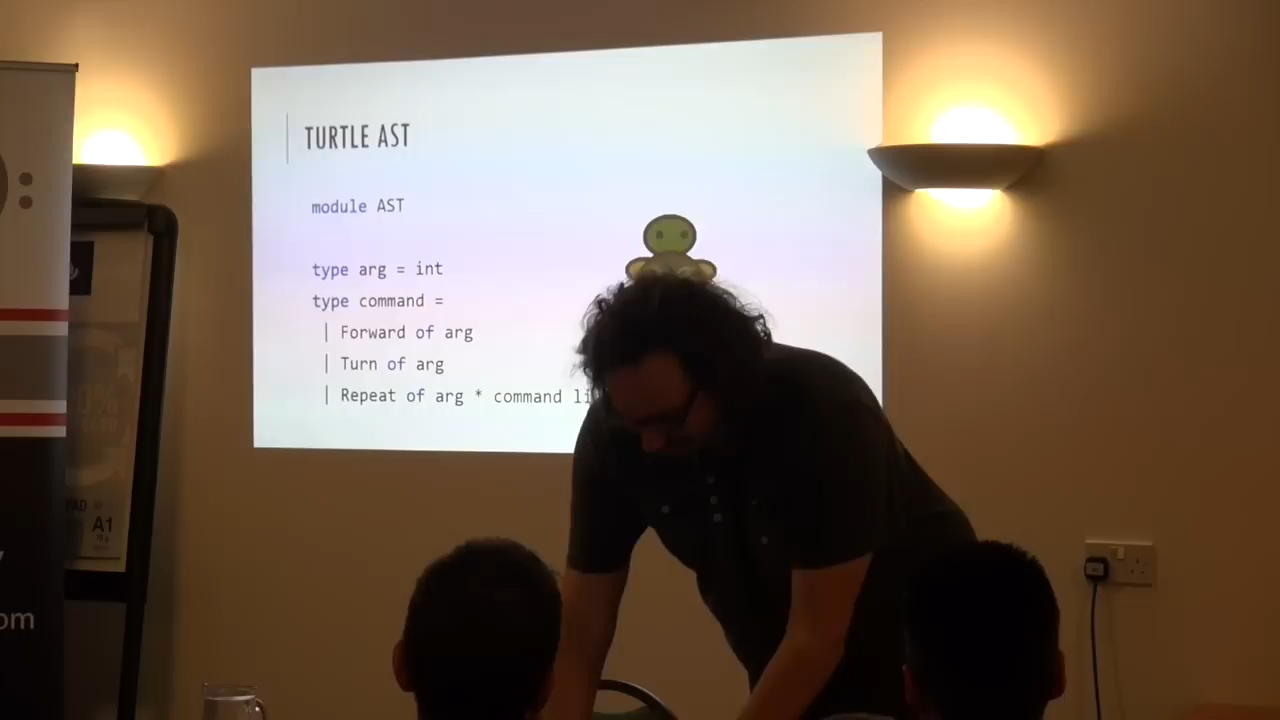 TURTLE AST
module AST
type arg = int
type command =
| Forward of arg
| Turn of arg
| Repeat of arg * command li
A1
om